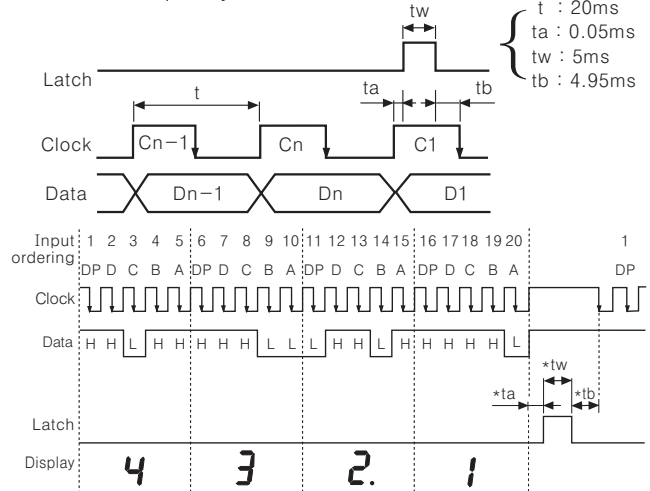 tw
t : 20ms
ta : 0.05ms
tw : 5ms
tb : 4.95ms
Latch
t
ta
tb
Clock
Cn−1
Cn
C1
Data
Dn−1
Dn
D1
Input ordering
1 2 3 4 5 6 7 8 9 10 11 12 13 14 15 16 17 18 19 20 1
DP D C B A DP D C B A DP D C B A DP D C B A DP
Clock
Data H H L H H H H H L L L H H L H H H H H L
*tw
*ta
*tb
Latch
Display 4 3 2. 1